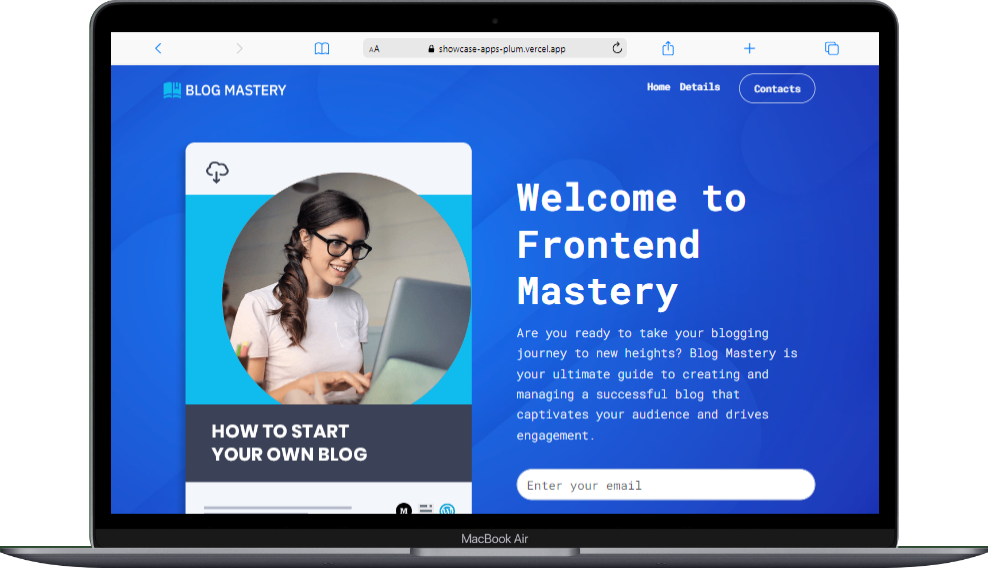 AA showcase-apps-plum.vercel.app
BLOG MASTERY
Home Details Contacts
Welcome to
Frontend
Mastery
Are you ready to take your blogging
journey to new heights? Blog Mastery is
your ultimate guide to creating and
managing a successful blog that
captivates your audience and drives
engagement.
Enter your email
HOW TO START
YOUR OWN BLOG
M
MacBook Air